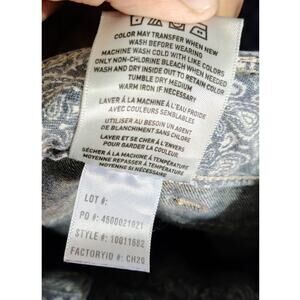 COLOR MAY TRANSFER WHEN NEW
WASH BEFORE WEARING
MACHINE WASH COLD WITH LIKE COLORS
ONLY NON-CHLORINE BLEACH WHEN NEEDED
WASH AND DRY INSIDE OUT TO RETAIN COLOR
TUMBLE DRY MEDIUM
WARM IRON IF NECESSARY
LAVER À LA MACHINE À L'EAU FROIDE
AVEC COULEURS SEMBLABLES
UTILISER AU BESOIN UN AGENT
DE BLANCHIMENT SANS CHLORE
LAVER ET SÉCHER À L'ENVERS
POUR GARDER LA COULEUR
SÉCHER À LA MACHINE À TEMPÉRATURE
MOYENNE REPASSER À TEMPÉRATURE
MOYENNE SI NÉCESSAIRE
LOT #:
PO #: 4500021021
STYLE #: 10011682
FACTORYID #: CH20